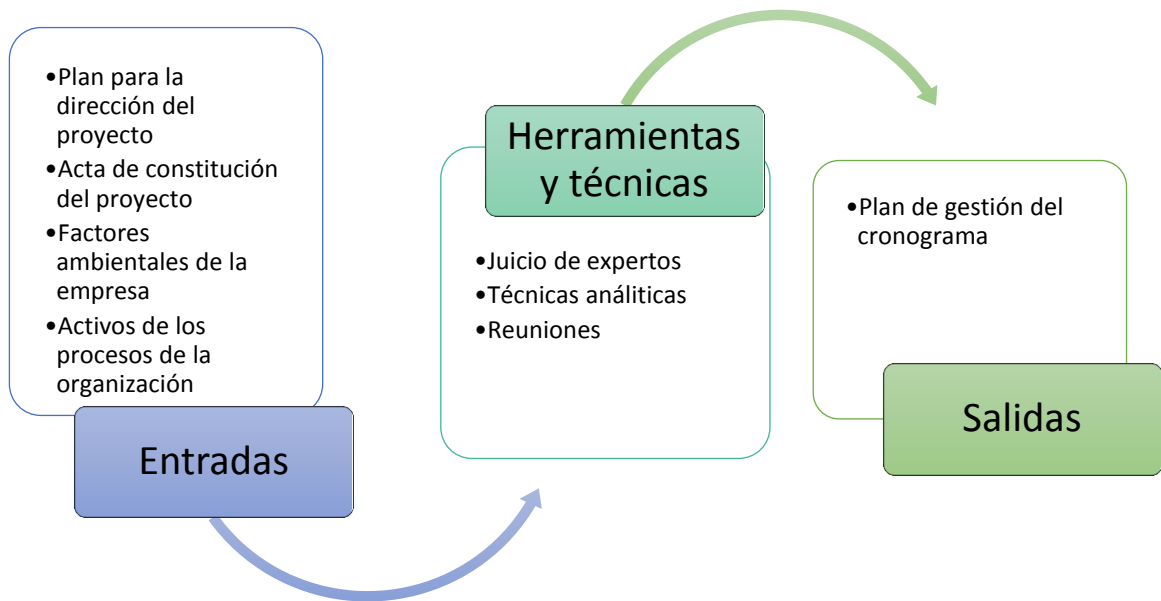 •Plan para la
dirección del
proyecto
•Acta de constitución
del proyecto
•Factores
ambientales de la
empresa
•Activos de los
procesos de la
organización
Entradas
Herramientas
y técnicas
•Juicio de expertos
•Técnicas análiticas
•Reuniones
•Plan de gestión del
cronograma
Salidas